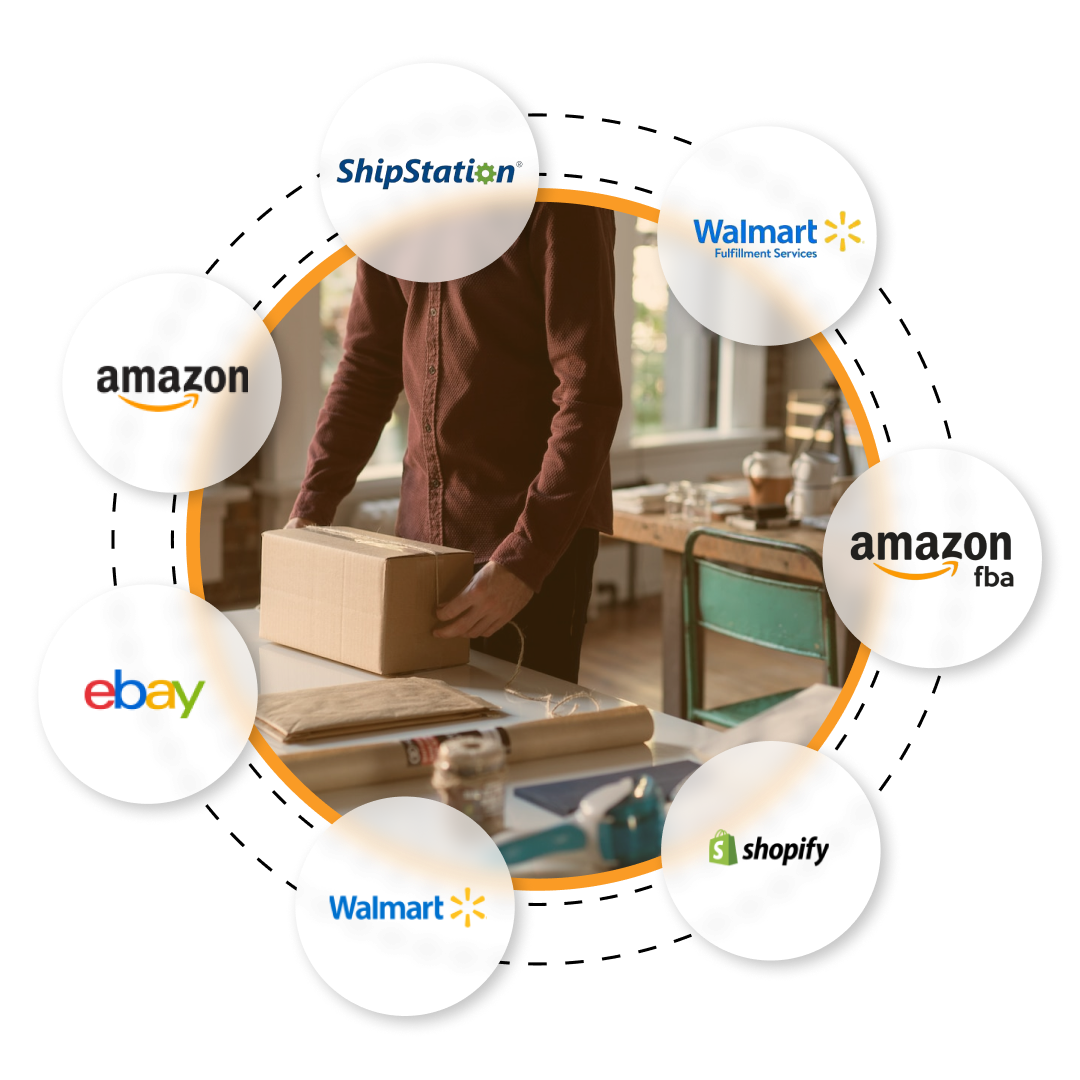 ShipStation®
Walmart
Fulfillment Services
amazon
amazon
fba
ebay
shopify
Walmart